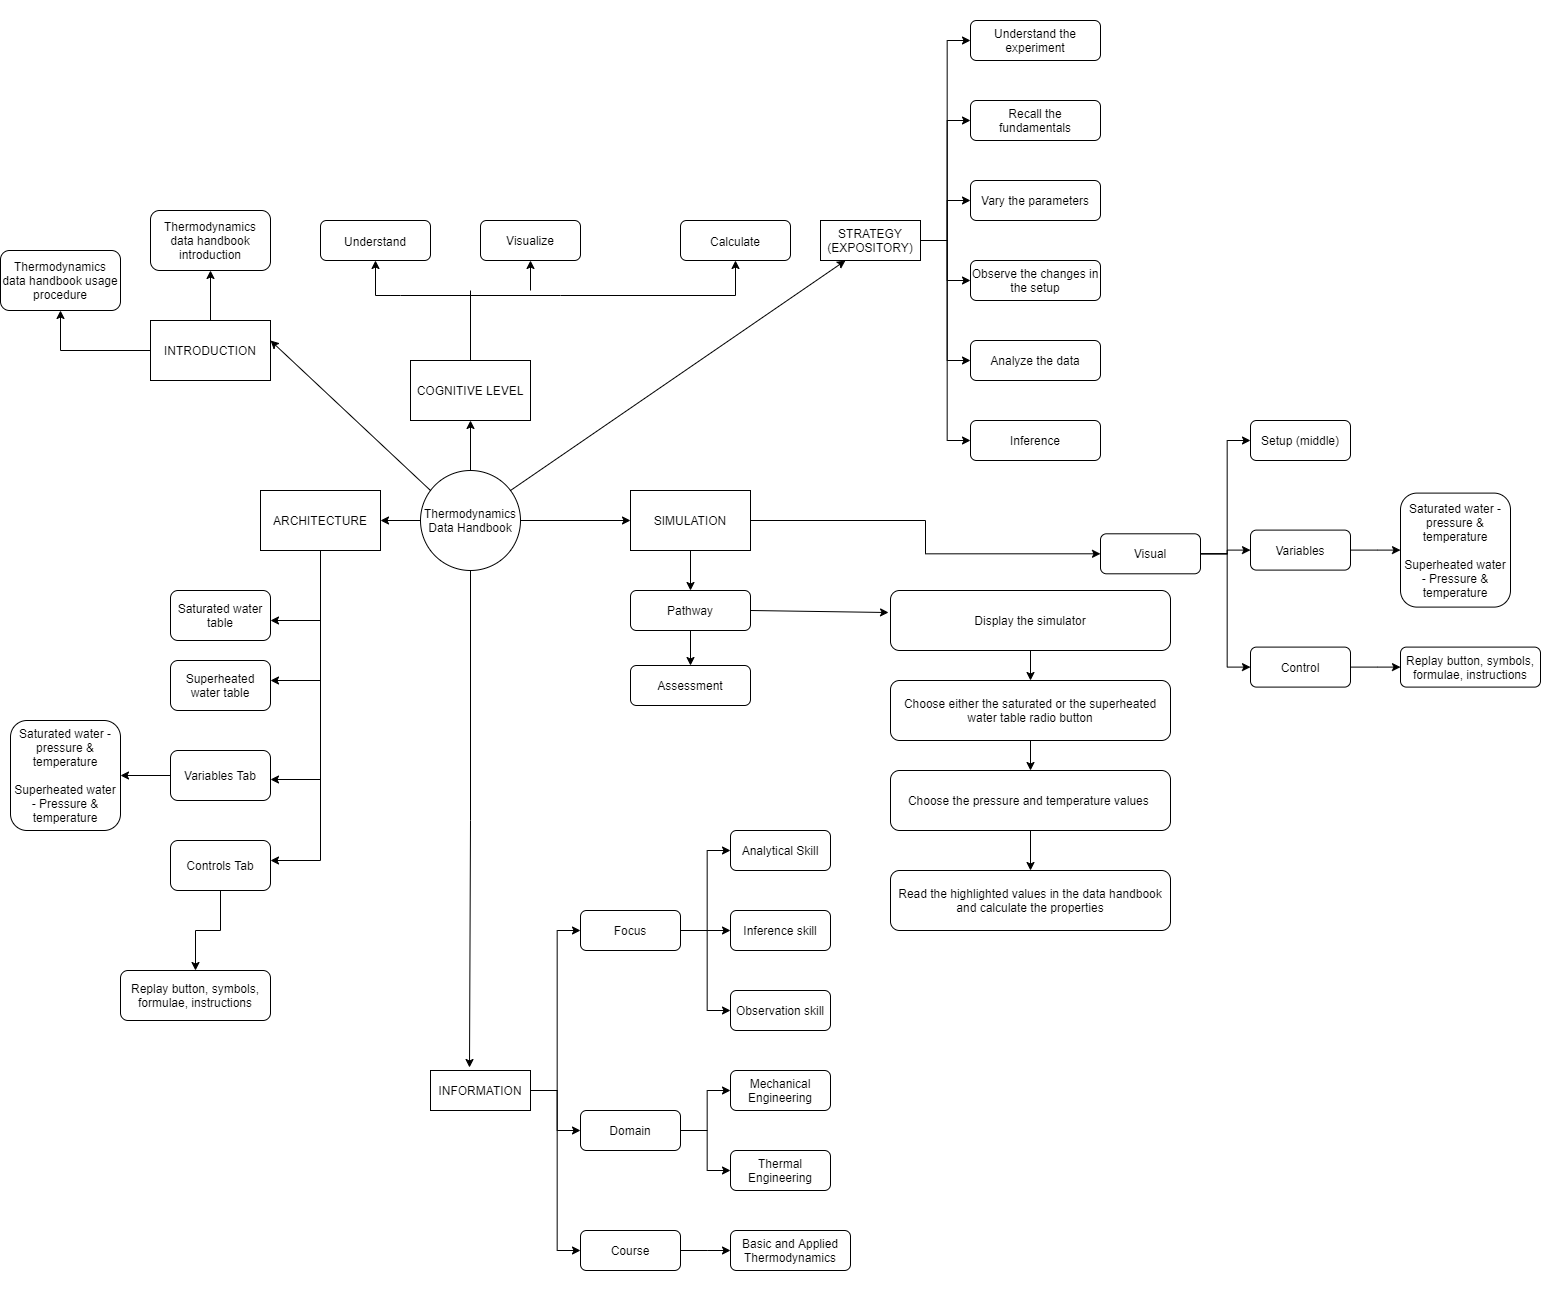 Understand the
experiment
Recall the
fundamentals
Vary the parameters
Observe the changes in
the setup
Analyze the data
Inference
STRATEGY
(EXPOSITORY)
Understand
Visualize
Calculate
Thermodynamics
data handbook
introduction
Thermodynamics
data handbook usage
procedure
INTRODUCTION
COGNITIVE LEVEL
Thermodynamics
Data Handbook
ARCHITECTURE
SIMULATION
Setup (middle)
Visual
Variables
Saturated water -
pressure &
temperature
Superheated water
- Pressure &
temperature
Control
Replay button, symbols,
formulae, instructions
Pathway
Assessment
Display the simulator
Choose either the saturated or the superheated
water table radio button
Choose the pressure and temperature values
Read the highlighted values in the data handbook
and calculate the properties
Saturated water
table
Superheated
water table
Variables Tab
Saturated water -
pressure &
temperature
Superheated water
- Pressure &
temperature
Controls Tab
Replay button, symbols,
formulae, instructions
INFORMATION
Focus
Analytical Skill
Inference skill
Observation skill
Domain
Mechanical
Engineering
Thermal
Engineering
Course
Basic and Applied
Thermodynamics